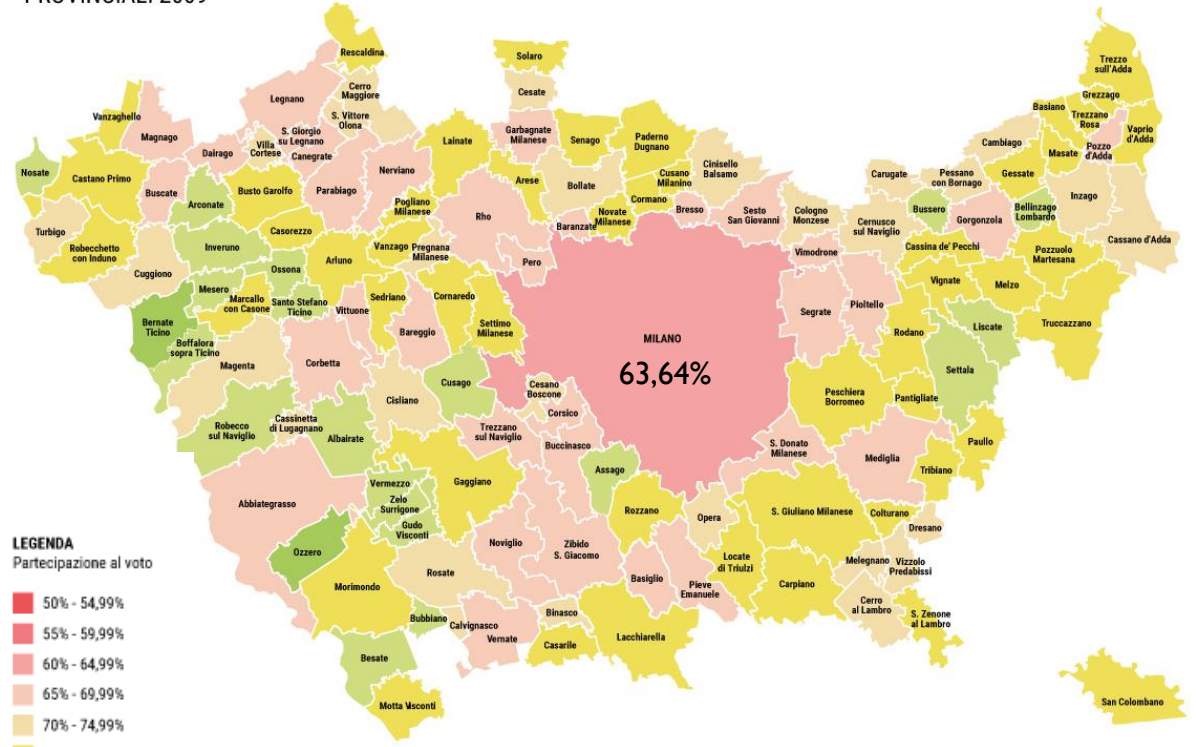 PROVINCIALI 2009
Rescaldina
Solaro
Trezzo
sull'Adda
Cerro
Maggiore
Cesate
Grezzago
Legnano
Basiano
Vanzaghello
S. Vittore
Olona
Trezzano
Rosa
Magnago
S. Giorgio
su Legnano
Lainate
Garbagnate
Milanese
Senago
Paderno
Dugnano
Vaprio
d'Adda
Villa
Cortese
Cambiago
Masate
Pozzo
d'Adda
Dairago
Canegrate
Nosate
Castano Primo
Nerviano
Arese
Bollate
Cusano
Milanino
Cinisello
Balsamo
Carugate
Pessano
con Bornago
Gessate
Buscate
Busto Garolfo
Parabiago
Arconate
Pogliano
Milanese
Cormano
Inzago
Rho
Novate
Milanese
Bresso
Sesto
San Giovanni
Cologno
Monzese
Bussero
Bellinzago
Lombardo
Turbigo
Casorezzo
Baranzate
Cernusco
sul Naviglio
Gorgonzola
Robecchetto
con Induno
Inveruno
Vanzago
Pregnana
Milanese
Cassina de' Pecchi
Cassano d'Adda
Vimodrone
Pozzuolo
Martesana
Cuggiono
Ossona
Arluno
Pero
Mesero
Vignate
Melzo
Marcallo
con Casone
Santo Stefano
Ticino
Sedriano
Cornaredo
Vittuone
Segrate
Pioltello
Bernate
Ticino
Bareggio
Settimo
Milanese
Liscate
Truccazzano
Rodano
Boffalora
sopra Ticino
MILANO
63,64%
Magenta
Corbetta
Settala
Cusago
Cesano
Boscone
Peschiera
Borromeo
Pantigliate
Cisliano
Corsico
Robecco
sul Naviglio
Cassinetta
di Lugagnano
Albairate
Trezzano
sul Naviglio
Buccinasco
S. Donato
Milanese
Paullo
Mediglia
Assago
Tribiano
Vermezzo
Gaggiano
Abbiategrasso
Zelo
Surrigone
Rozzano
Opera
S. Giuliano Milanese
Colturano
Gudo
Visconti
Dresano
Ozzero
Noviglio
Zibido
S. Giacomo
Locate
di Triulzi
Melegnano
Vizzolo
Predabissi
Rosate
Basiglio
Pieve
Emanuele
Carpiano
Morimondo
Cerro
al Lambro
Binasco
S. Zenone
al Lambro
Bubbiano
Calvignasco
Vernate
Casarile
Lacchiarella
Besate
Motta Visconti
San Colombano
LEGENDA
Partecipazione al voto
50% - 54,99%
55% - 59,99%
60% - 64,99%
65% - 69,99%
70% - 74,99%